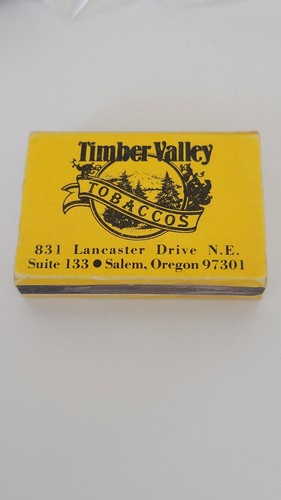 Timber Valley
TOBACCOS
831 Lancaster Drive N.E.
Suite 133 ● Salem, Oregon 97301